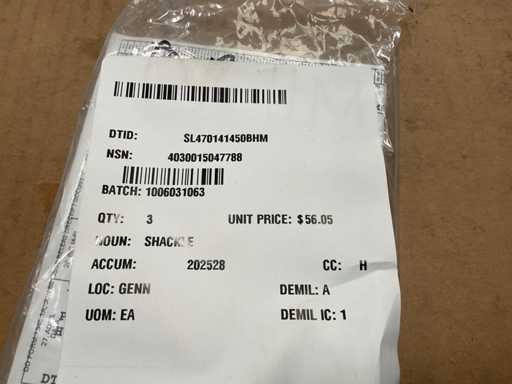 DTID: SL470141450BHM
NSN: 4030015047788
BATCH: 1006031063
QTY: 3 UNIT PRICE: $56.05
NOUN: SHACKLE
ACCUM: 202528 CC: H
LOC: GENN DEMIL: A
UOM: EA DEMIL IC: 1